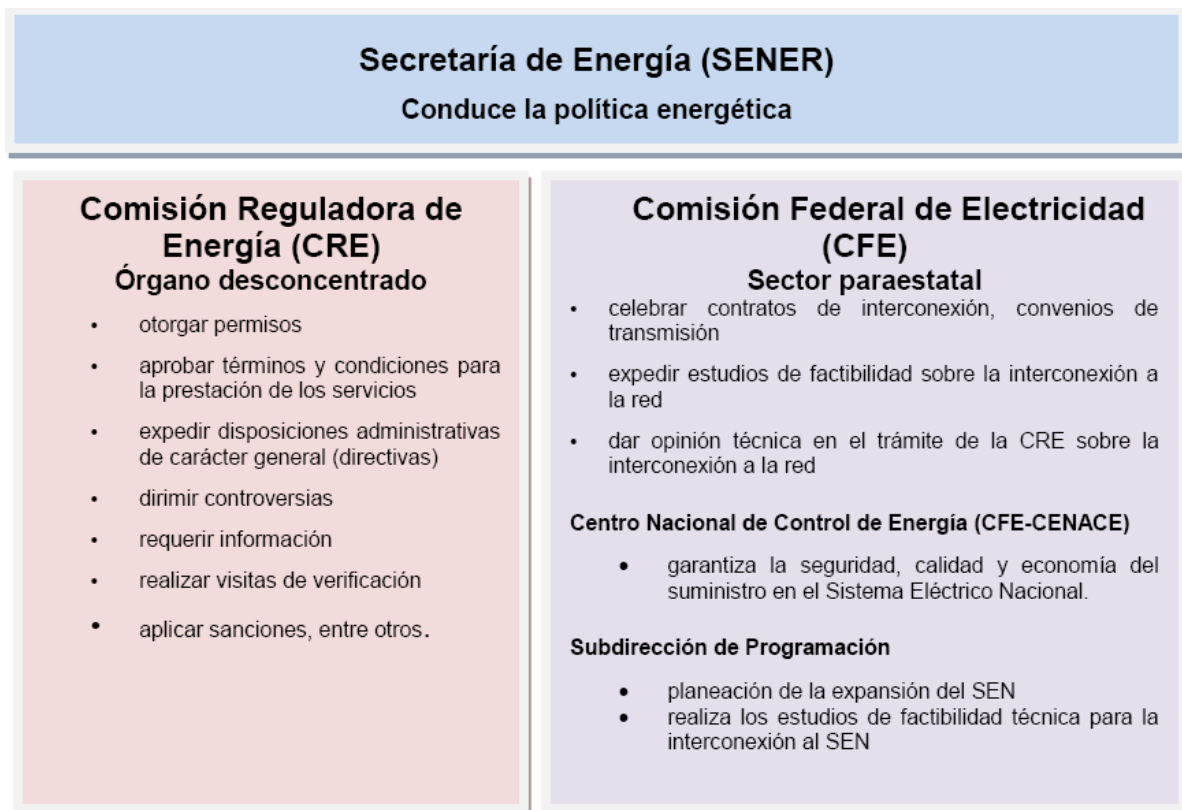 Secretaría de Energía (SENER)
Conduce la política energética
Comisión Reguladora de
Energía (CRE)
Órgano desconcentrado
• otorgar permisos
• aprobar términos y condiciones para
la prestación de los servicios
• expedir disposiciones administrativas
de carácter general (directivas)
• dirimir controversias
• requerir información
• realizar visitas de verificación
• aplicar sanciones, entre otros.
Comisión Federal de Electricidad
(CFE)
Sector paraestatal
• celebrar contratos de interconexión, convenios de
transmisión
• expedir estudios de factibilidad sobre la interconexión a
la red
• dar opinión técnica en el trámite de la CRE sobre la
interconexión a la red
Centro Nacional de Control de Energía (CFE-CENACE)
• garantiza la seguridad, calidad y economía del
suministro en el Sistema Eléctrico Nacional.
Subdirección de Programación
• planeación de la expansión del SEN
• realiza los estudios de factibilidad técnica para la
interconexión al SEN